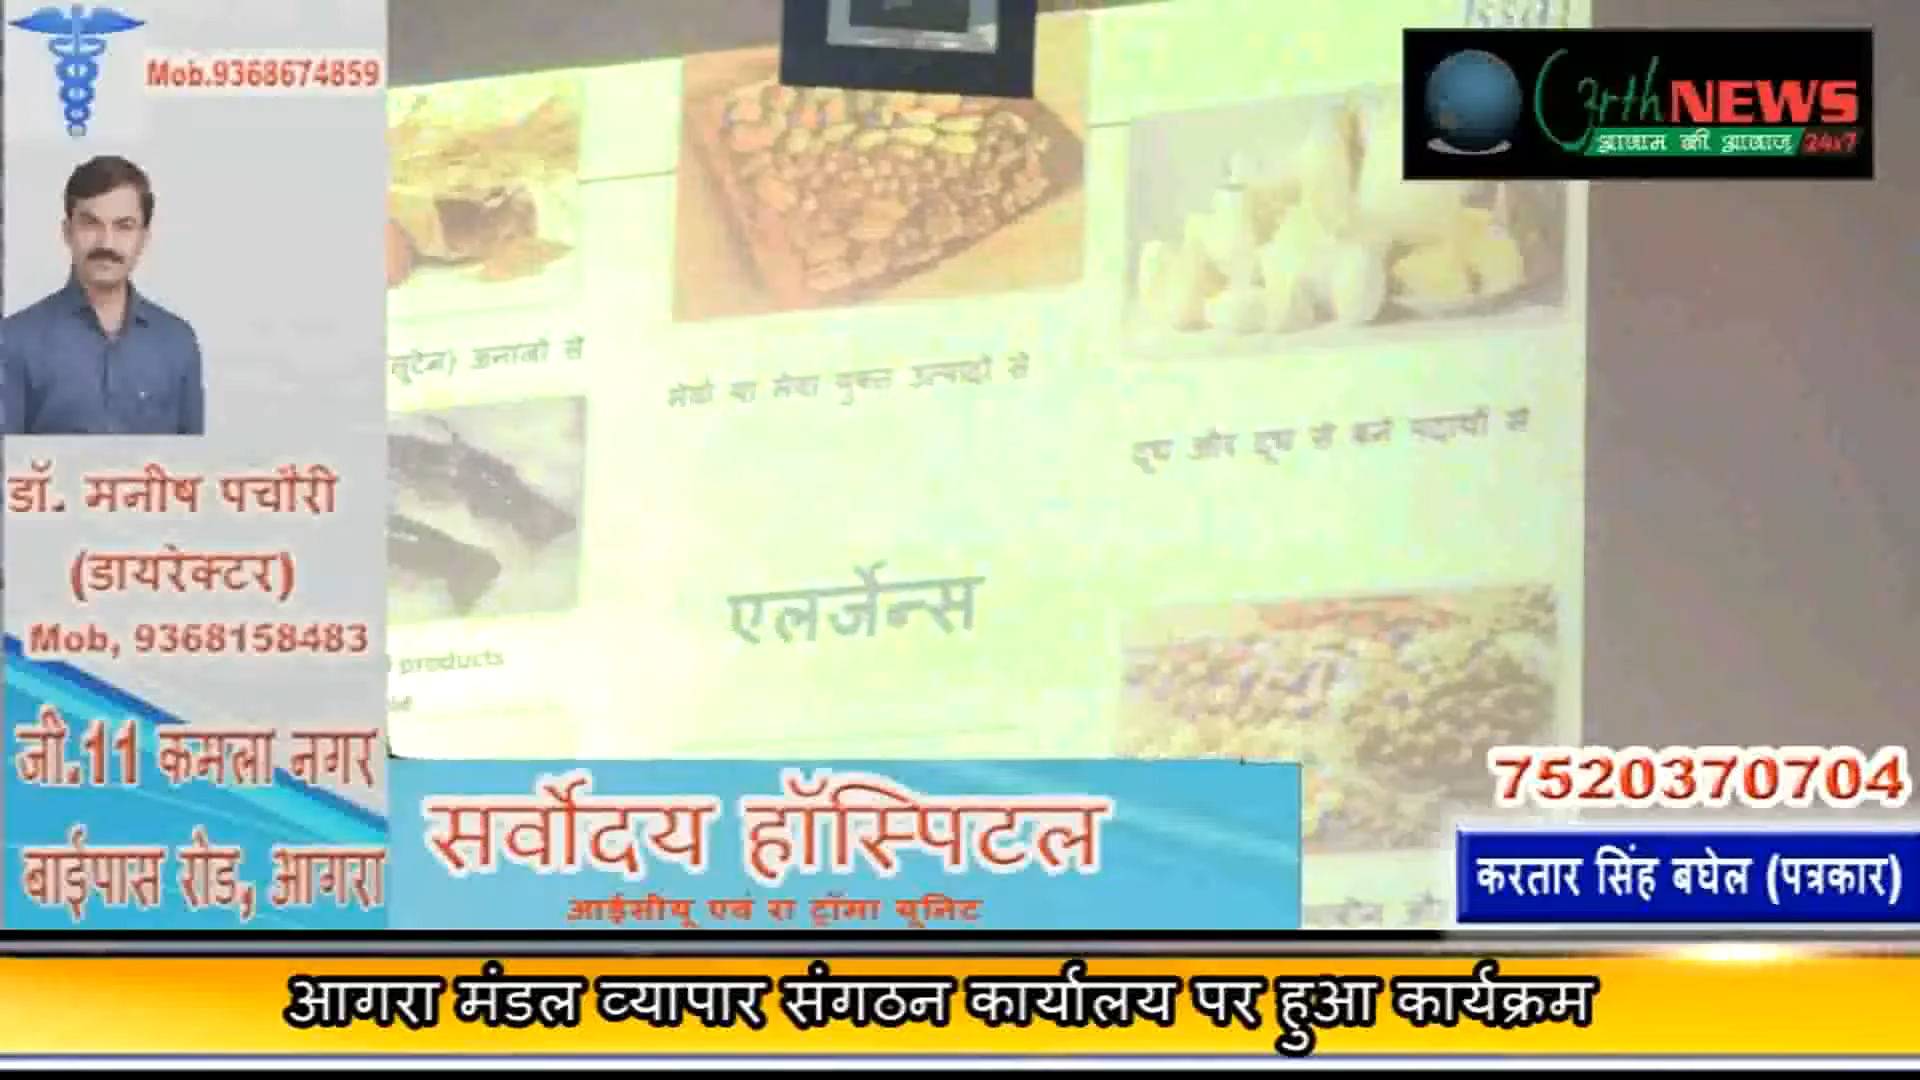 Mob.9368674859
डॉ. मनीष पचौरी
(डायरेक्टर)
Mob, 9368158483
जी.11 कमला नगर
बाईपास रोड, आगरा
अनाजों से
मेवों या मेवा युक्त उत्पादों से
दूध और दूध से बने पदार्थों से
एलर्जेन्स
products
earth NEWS
आवाम की आवाज़ 24x7
सर्वोदय हॉस्पिटल
आईसीयू एवं रा ट्रॉमा यूनिट
7520370704
करतार सिंह बघेल (पत्रकार)
आगरा मंडल व्यापार संगठन कार्यालय पर हुआ कार्यक्रम